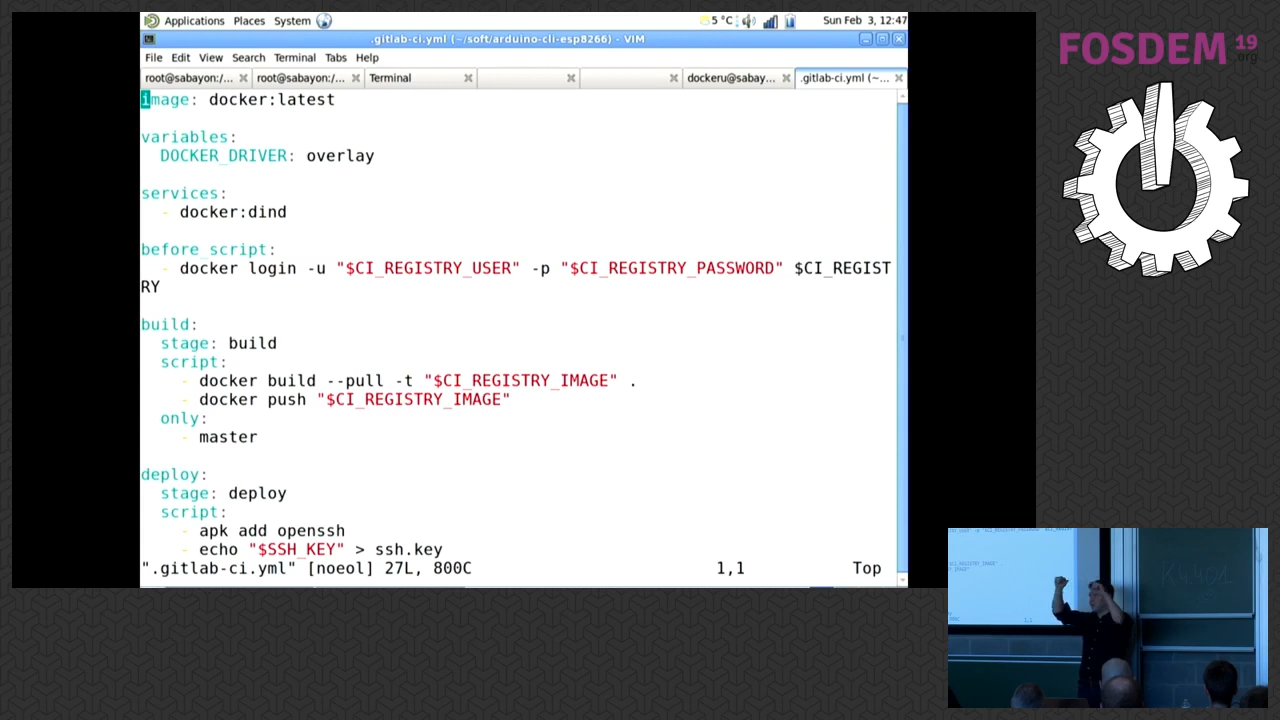 Applications Places System 5 °C Sun Feb 3, 12:47
.gitlab-ci.yml (~/soft/arduino-cli-esp8266) - VIM
File Edit View Search Terminal Tabs Help
root@sabayon:/... root@sabayon:/... Terminal dockeru@sabay... .gitlab-ci.yml (~...
image: docker:latest
variables:
DOCKER_DRIVER: overlay
services:
- docker:dind
before_script:
- docker login -u "$CI_REGISTRY_USER" -p "$CI_REGISTRY_PASSWORD" $CI_REGIST
RY
build:
stage: build
script:
- docker build --pull -t "$CI_REGISTRY_IMAGE" .
- docker push "$CI_REGISTRY_IMAGE"
only:
- master
deploy:
stage: deploy
script:
- apk add openssh
- echo "$SSH_KEY" > ssh.key
".gitlab-ci.yml" [noeol] 27L, 800C 1,1 Top
FOSDEM 19
.org